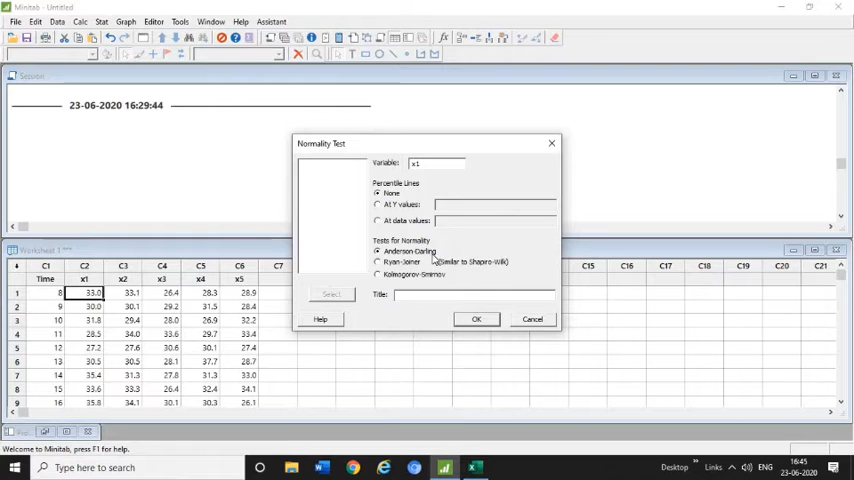 Minitab - Untitled
File Edit Data Calc Stat Graph Editor Tools Window Help Assistant
Session
23-06-2020 16:29:44
Normality Test
Variable: x1
Percentile Lines
None
At Y values:
At data values:
Tests for Normality
Anderson-Darling
Ryan-Joiner (Similar to Shapiro-Wilk)
Kolmogorov-Smirnov
Select
Title:
Help OK Cancel
Worksheet 1 ***
C1 C2 C3 C4 C5 C6 C7 C15 C16 C17 C18 C19 C20 C21
Time x1 x2 x3 x4 x5
1 8 33.0 33.1 26.4 28.3 28.9
2 9 30.0 30.1 29.2 31.5 28.4
3 10 31.8 29.4 28.0 26.9 32.2
4 11 28.5 34.0 33.6 29.7 33.4
5 12 27.2 27.6 30.6 31.1 30.7
6 13 30.5 30.5 28.1 37.7 28.7
7 14 35.4 31.3 27.8 31.3 33.0
8 15 33.6 33.3 26.4 32.4 34.1
9 16 35.8 34.1 30.1 30.3 26.1
Welcome to Minitab, press F1 for help.
Type here to search
Desktop Links ENG 16:45
23-06-2020